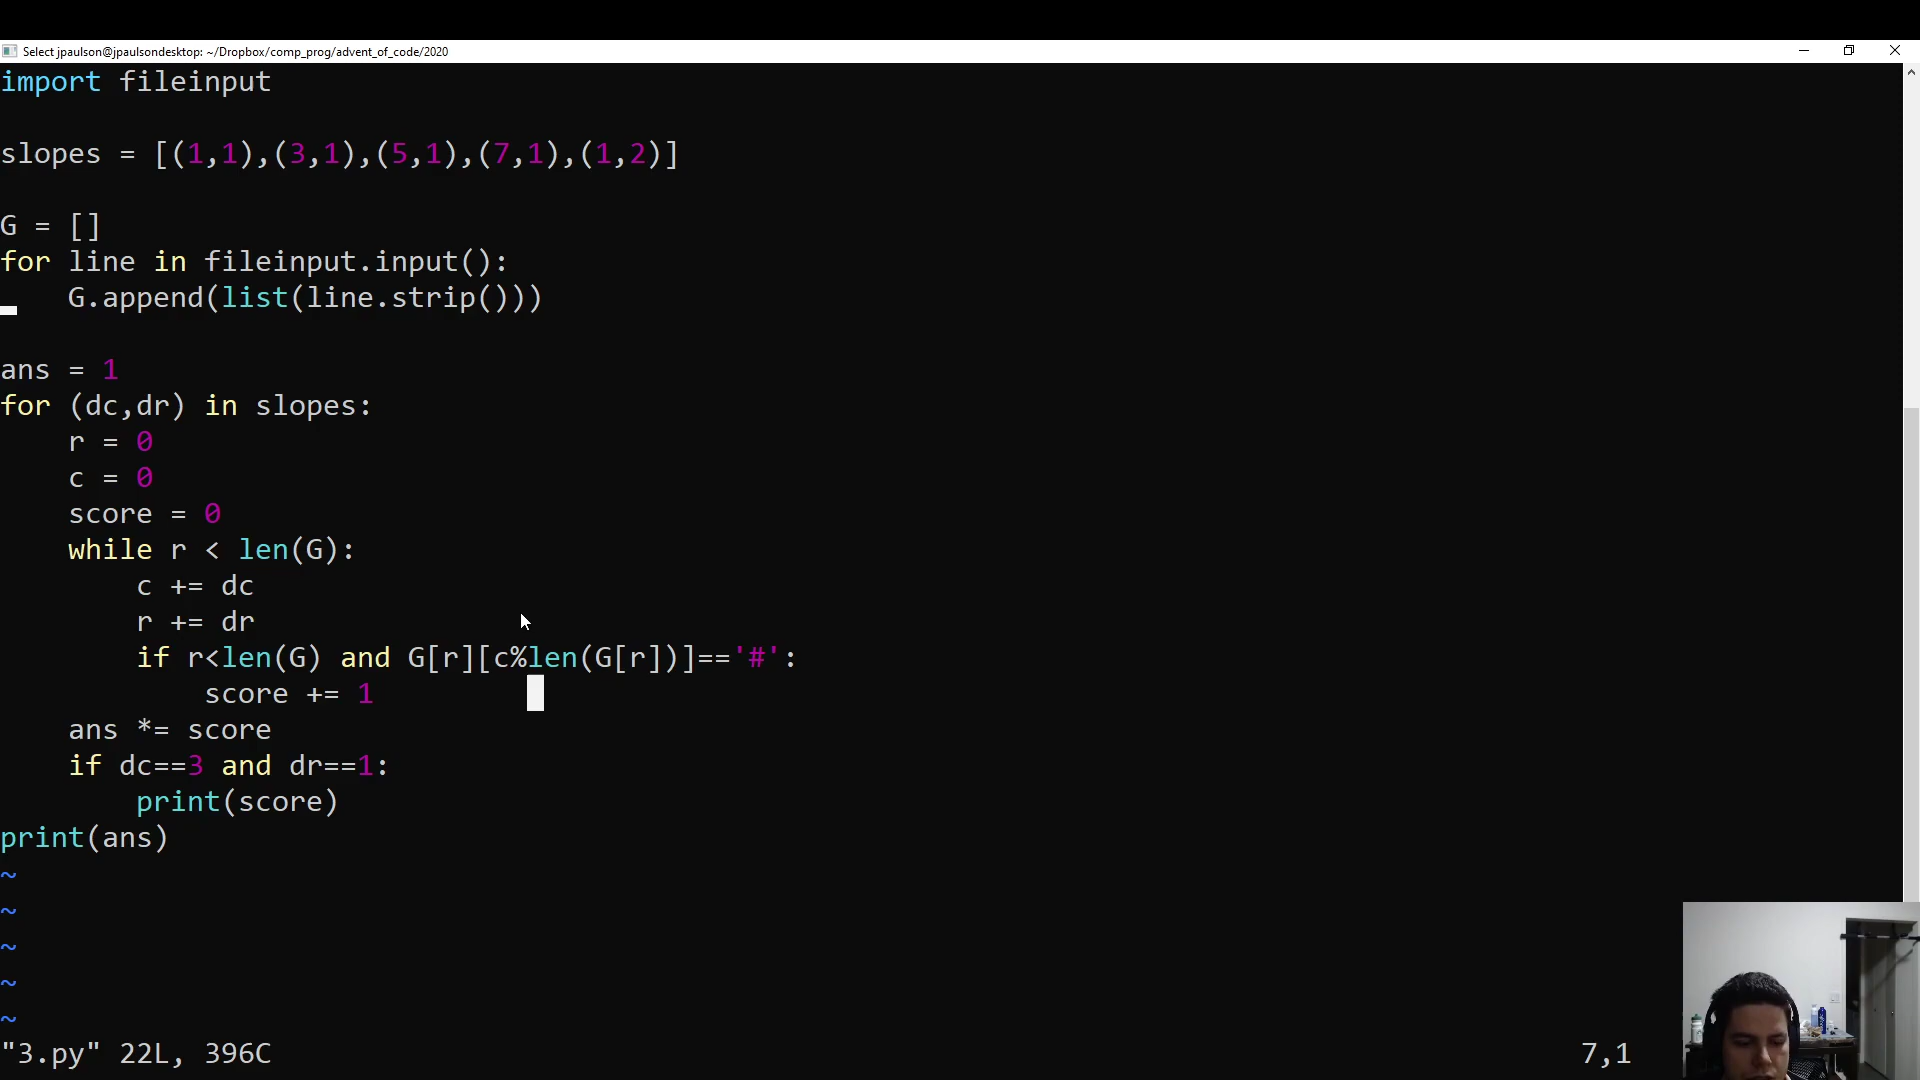 Select jpaulson@jpaulsondesktop: ~/Dropbox/comp_prog/advent_of_code/2020
import fileinput
slopes = [(1,1),(3,1),(5,1),(7,1),(1,2)]
G = []
for line in fileinput.input():
    G.append(list(line.strip()))
ans = 1
for (dc,dr) in slopes:
    r = 0
    c = 0
    score = 0
    while r < len(G):
        c += dc
        r += dr
        if r<len(G) and G[r][c%len(G[r])]=='#':
            score += 1
    ans *= score
    if dc==3 and dr==1:
        print(score)
print(ans)
~
~
~
~
~
"3.py" 22L, 396C 7,1